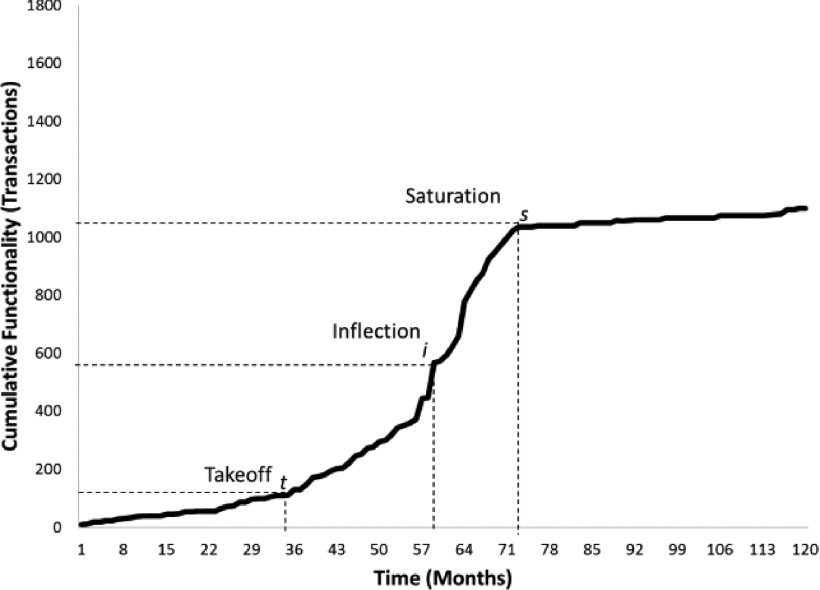 1800
1600
1400
1200
1000
800
600
400
200
0
Cumulative Functionality (Transactions)
Saturation
s
Inflection
i
Takeoff t
1 8 15 22 29 36 43 50 57 64 71 78 85 92 99 106 113 120
Time (Months)